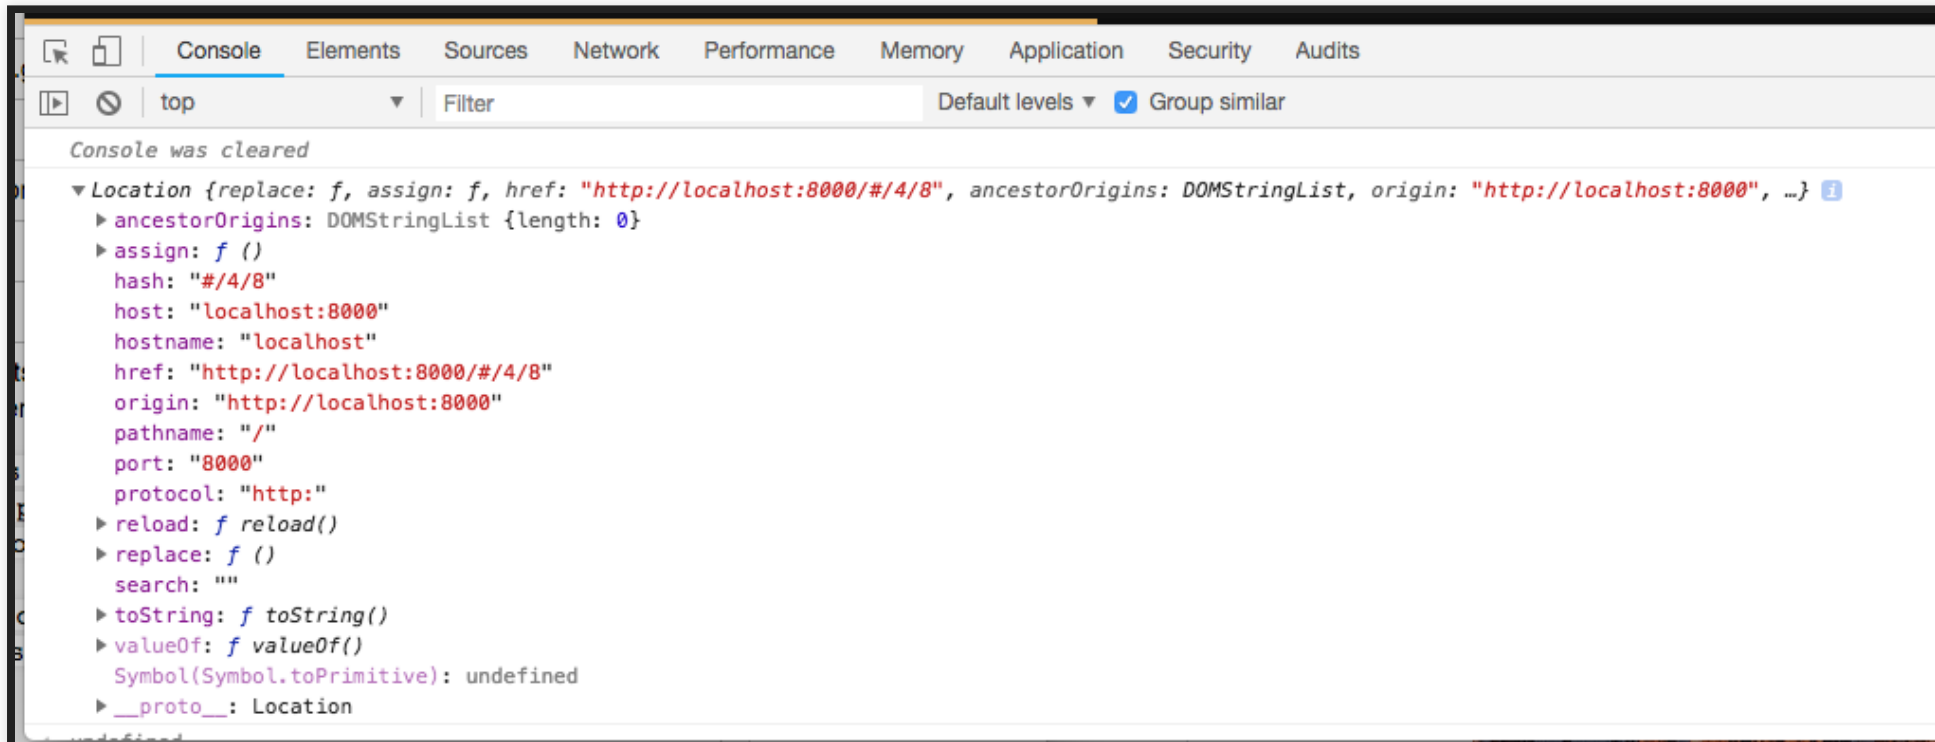 Console Elements Sources Network Performance Memory Application Security Audits
top Filter Default levels Group similar
Console was cleared
Location {replace: ƒ, assign: ƒ, href: "http://localhost:8000/#/4/8", ancestorOrigins: DOMStringList, origin: "http://localhost:8000", …}
ancestorOrigins: DOMStringList {length: 0}
assign: ƒ ()
hash: "#/4/8"
host: "localhost:8000"
hostname: "localhost"
href: "http://localhost:8000/#/4/8"
origin: "http://localhost:8000"
pathname: "/"
port: "8000"
protocol: "http:"
reload: ƒ reload()
replace: ƒ ()
search: ""
toString: ƒ toString()
valueOf: ƒ valueOf()
Symbol(Symbol.toPrimitive): undefined
__proto__: Location
undefined